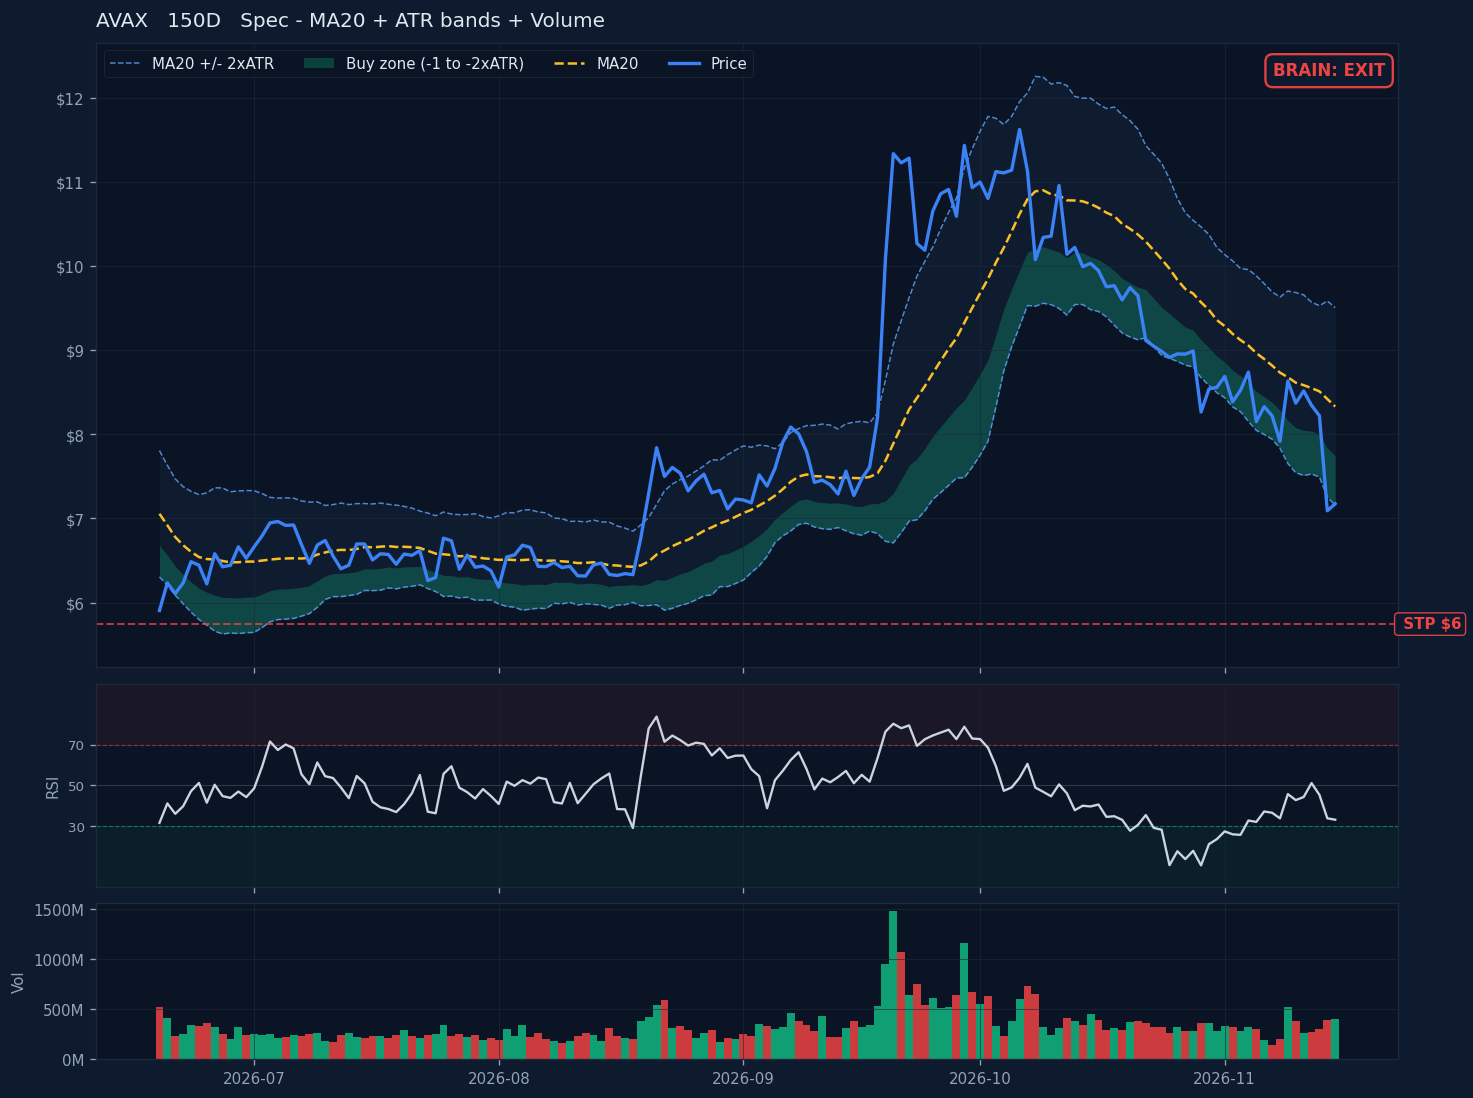 AVAX   150D   Spec - MA20 + ATR bands + Volume
MA20 +/- 2xATR
Buy zone (-1 to -2xATR)
MA20
Price
BRAIN: EXIT
$12
$11
$10
$9
$8
$7
$6
STP $6
70
50
30
RSI
1500M
1000M
500M
0M
Vol
2026-07
2026-08
2026-09
2026-10
2026-11